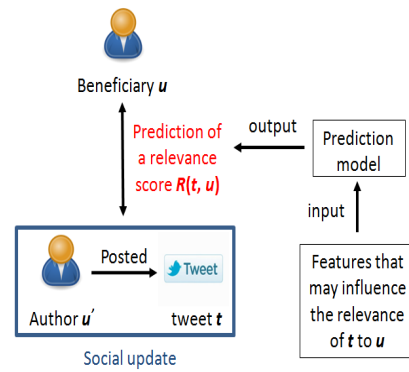 Beneficiary u
Prediction of
a relevance
score R(t, u)
output
Prediction
model
input
Features that
may influence
the relevance
of t to u
Posted
Tweet
Author u′
tweet t
Social update